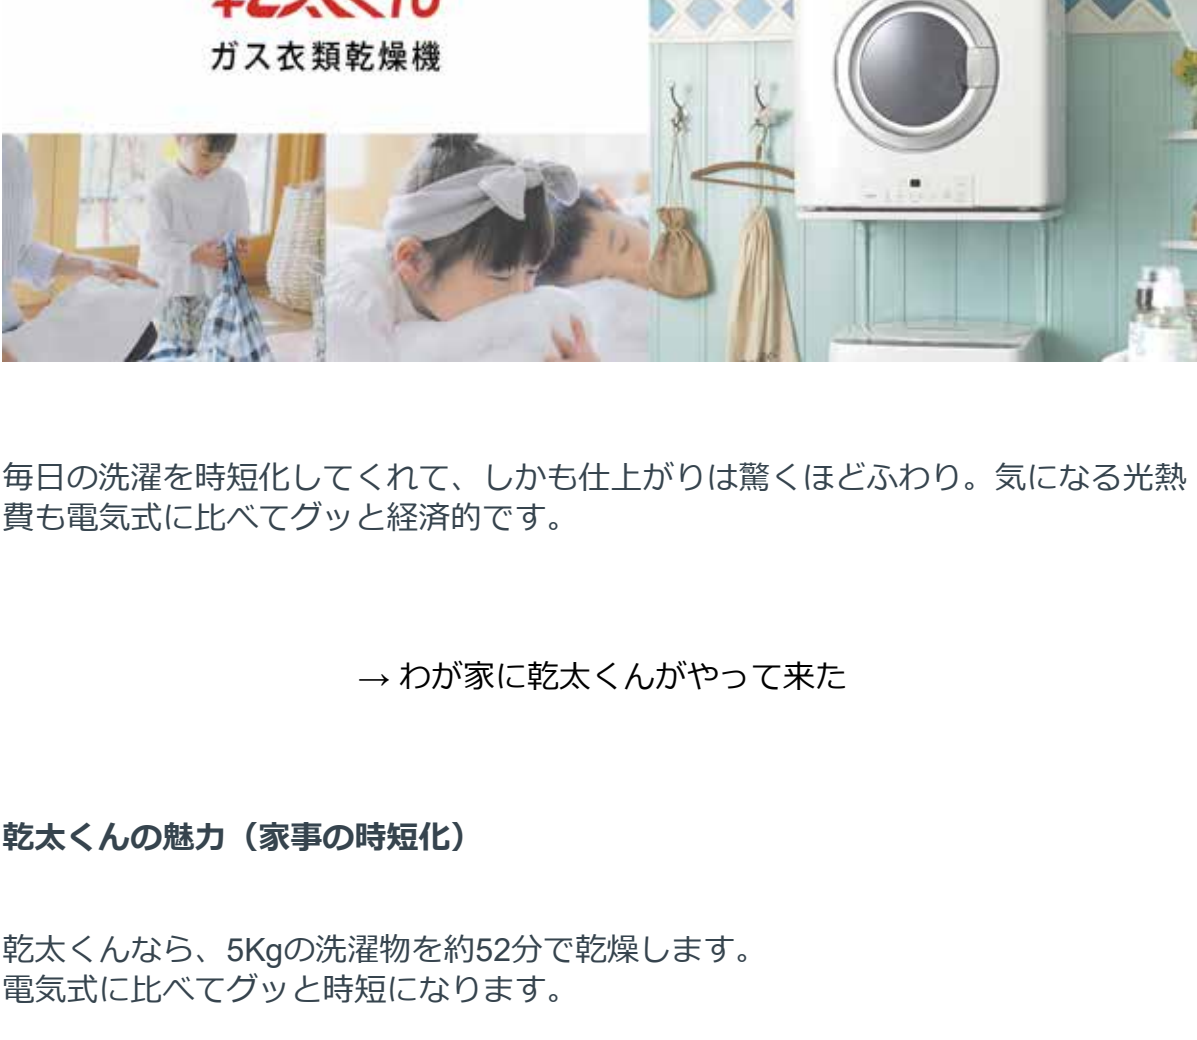 ガス衣類乾燥機
毎日の洗濯を時短化してくれて、しかも仕上がりは驚くほどふわり。気になる光熱
費も電気式に比べてグッと経済的です。
→ わが家に乾太くんがやって来た
乾太くんの魅力（家事の時短化）
乾太くんなら、5Kgの洗濯物を約52分で乾燥します。
電気式に比べてグッと時短になります。